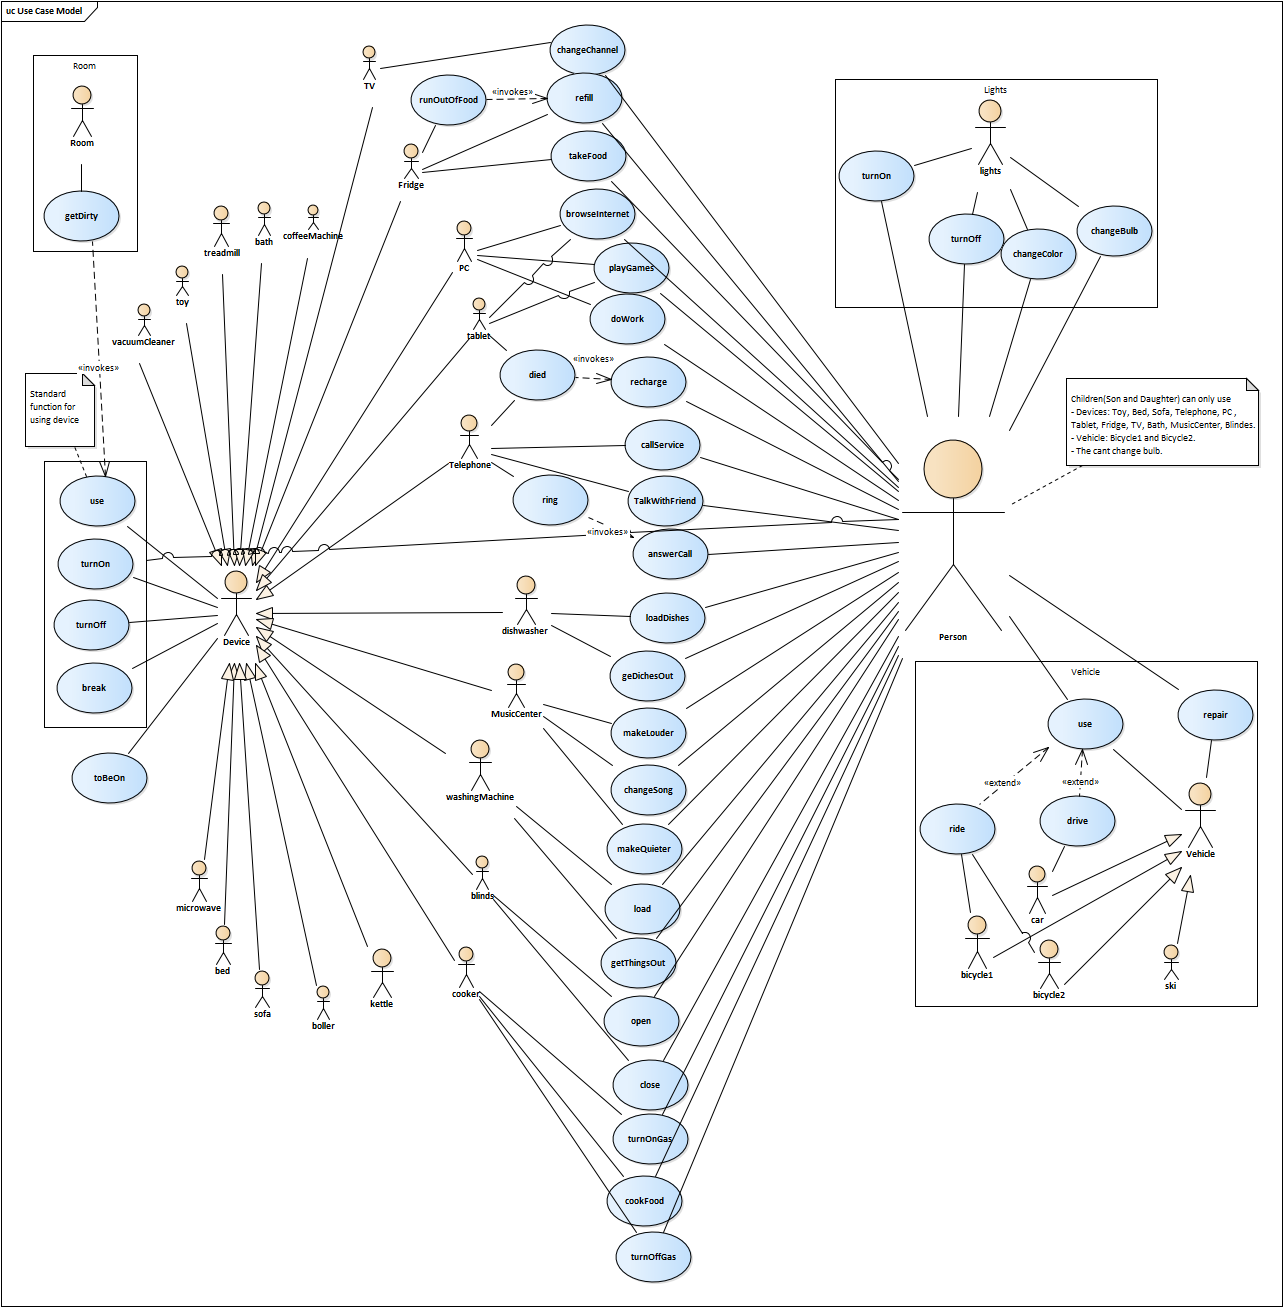 uc Use Case Model
Room
Room
getDirty
«invokes»
Standard
function for
using device
use
turnOn
turnOff
break
toBeOn
vacuumCleaner
toy
treadmill
bath
coffeeMachine
TV
Fridge
PC
tablet
Telephone
Device
dishwasher
MusicCenter
washingMachine
blinds
cooker
microwave
bed
sofa
boller
kettle
changeChannel
runOutOfFood
«invokes»
refill
takeFood
browseInternet
playGames
doWork
died
«invokes»
recharge
callService
ring
TalkWithFriend
«invokes»
answerCall
loadDishes
geDichesOut
makeLouder
changeSong
makeQuieter
load
getThingsOut
open
close
turnOnGas
cookFood
turnOffGas
Lights
lights
turnOn
turnOff
changeColor
changeBulb
Children(Son and Daughter) can only use
- Devices: Toy, Bed, Sofa, Telephone, PC ,
Tablet, Fridge, TV, Bath, MusicCenter, Blindes.
- Vehicle: Bicycle1 and Bicycle2.
- The cant change bulb.
Person
Vehicle
use
repair
«extend»
«extend»
ride
drive
Vehicle
car
bicycle1
bicycle2
ski